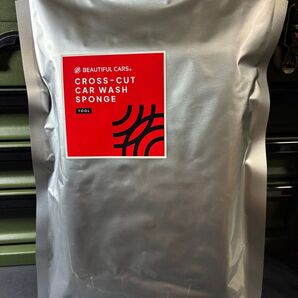 BEAUTIFUL CARS®
CROSS-CUT
CAR WASH
SPONGE
TOOL